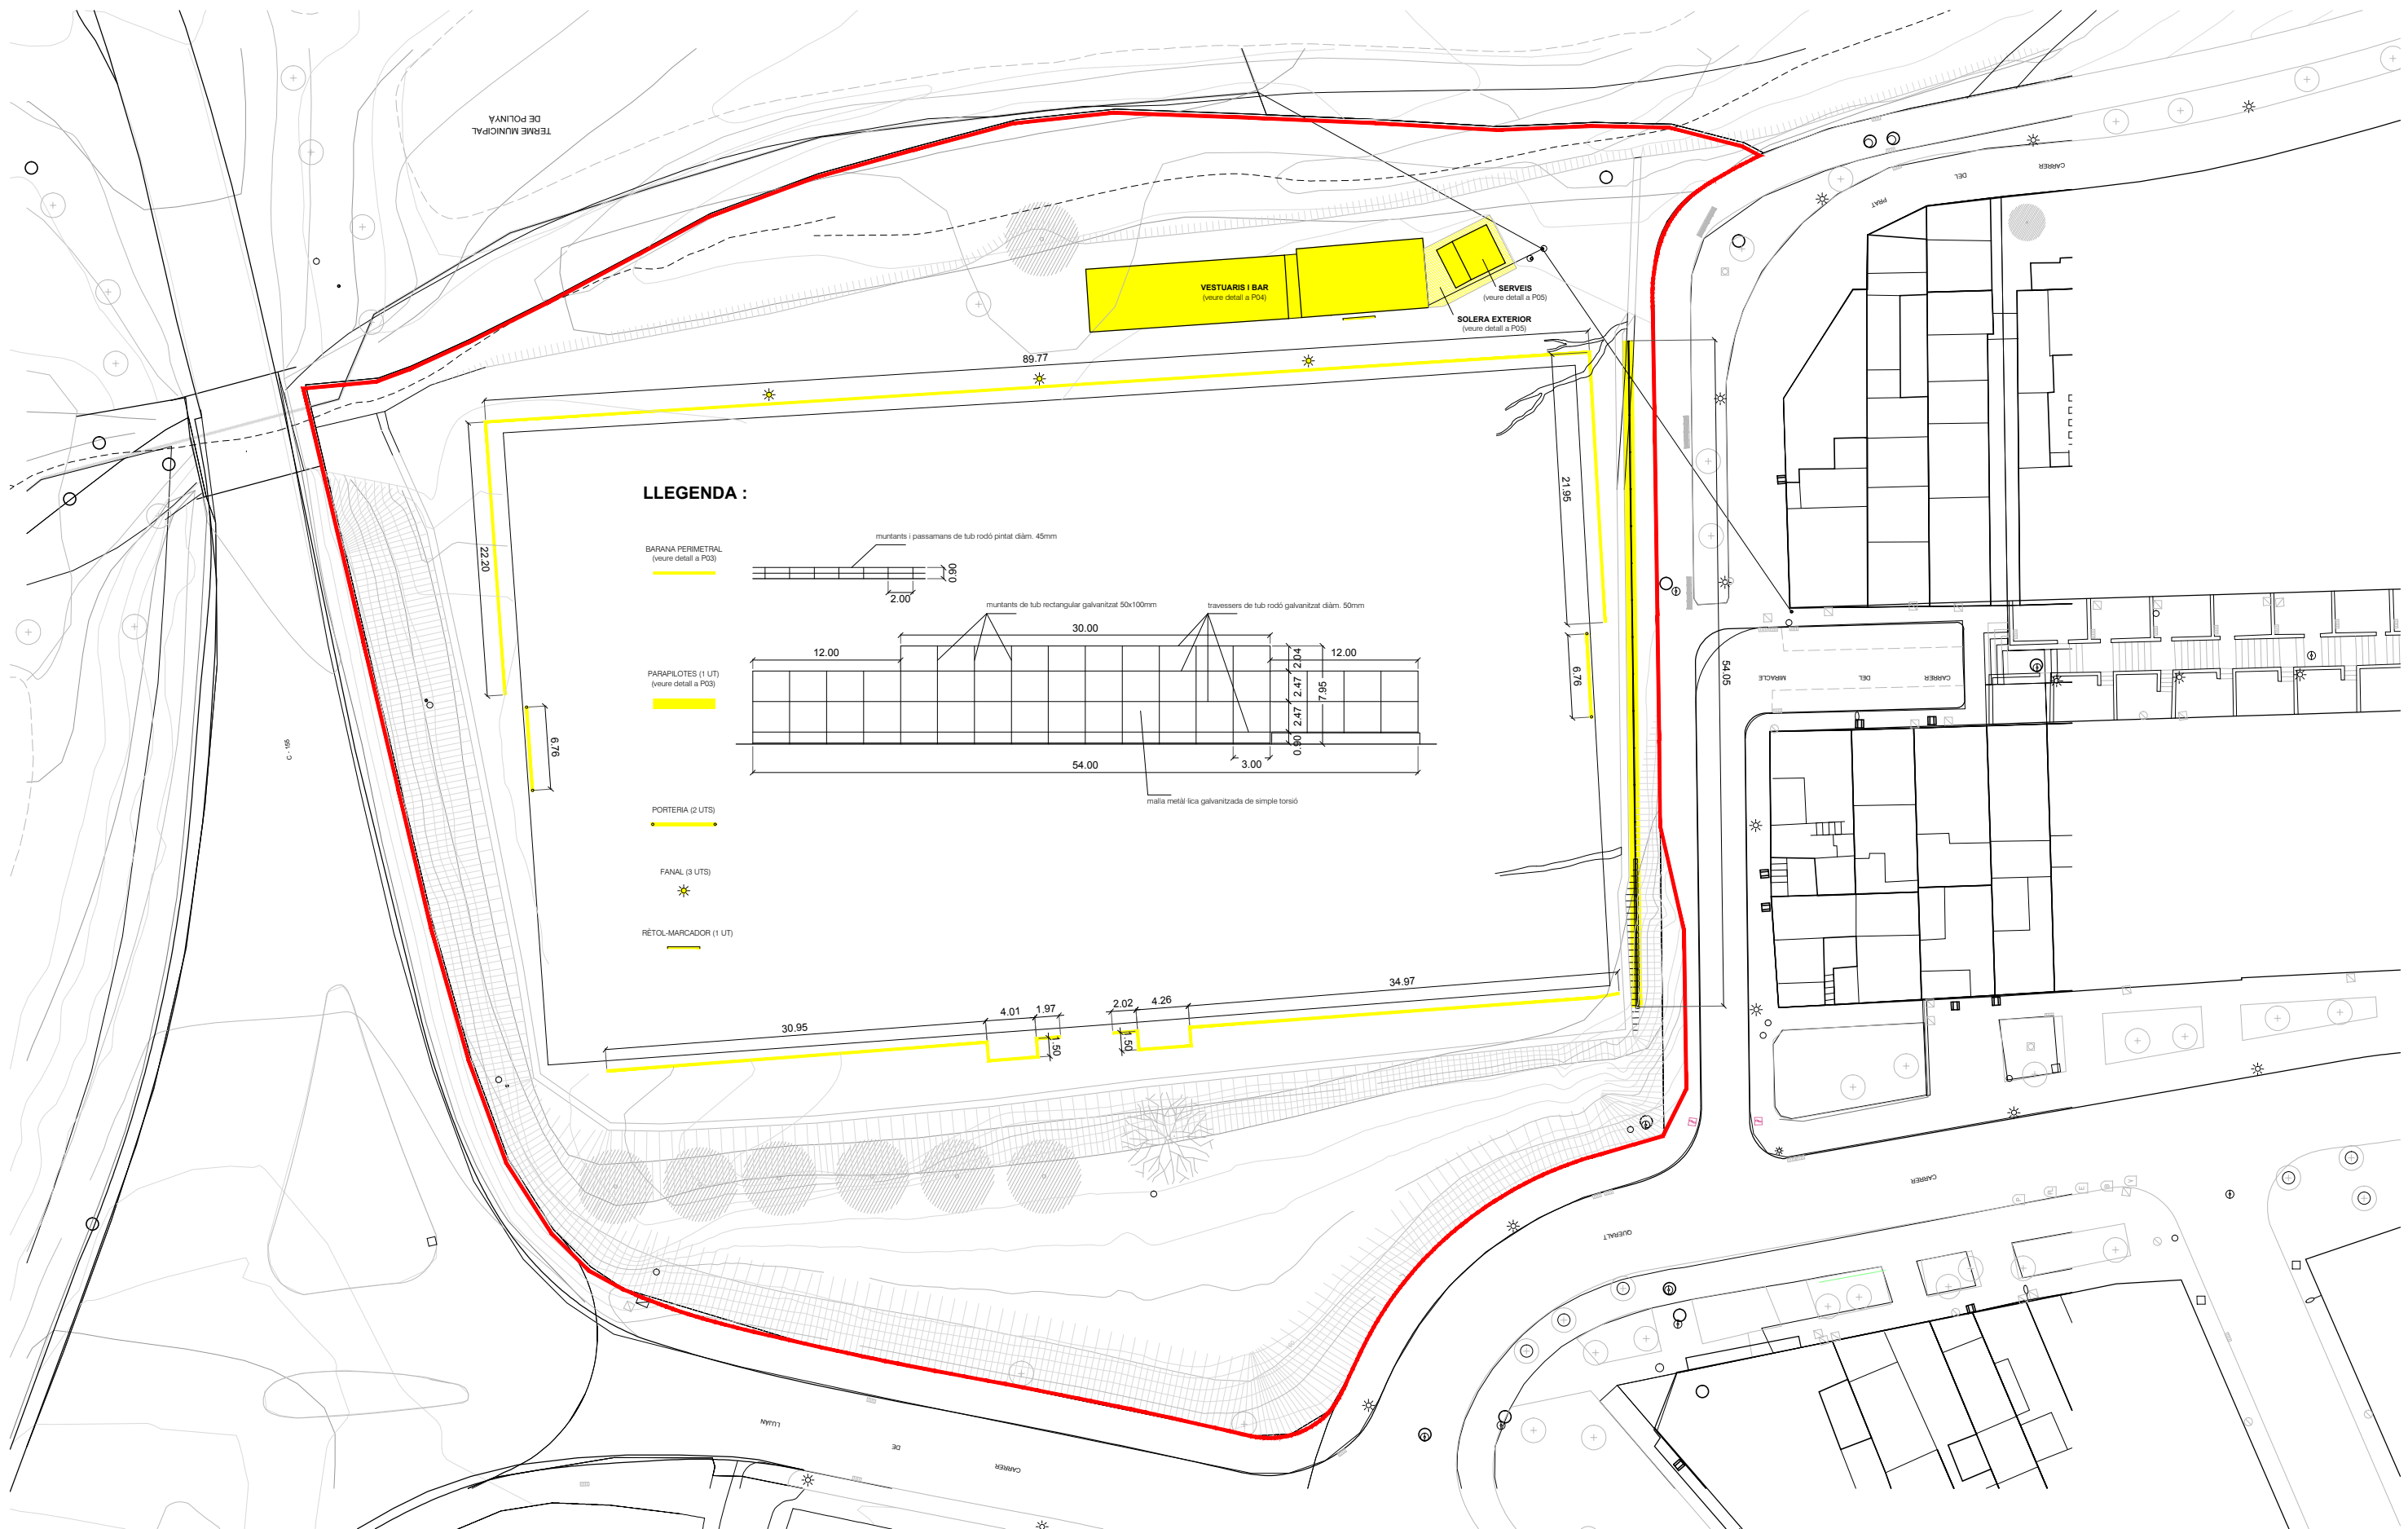 TERME MUNICIPAL
DE POLINYÀ
CARRER
DEL
PRAT
VESTUARIS I BAR
(veure detall a P04)
SERVEIS
(veure detall a P05)
SOLERA EXTERIOR
(veure detall a P05)
89.77
22.20
21.95
6.76
6.76
54.05
C - 155
LLEGENDA :
BARANA PERIMETRAL
(veure detall a P03)
muntants i passamans de tub rodó pintat diàm. 45mm
0.90
2.00
muntants de tub rectangular galvanitzat 50x100mm
travessers de tub rodó galvanitzat diàm. 50mm
30.00
12.00
12.00
PARAPILOTES (1 UT)
(veure detall a P03)
2.04
2.47
2.47
0.90
7.95
3.00
54.00
malla metàl·lica galvanitzada de simple torsió
PORTERIA (2 UTS)
FANAL (3 UTS)
RÈTOL-MARCADOR (1 UT)
CARRER
DEL
MIRACLE
30.95
4.01
1.97
1.50
2.02
4.26
1.50
34.97
CARRER
QUERALT
CARRER
DE
LLUÀN